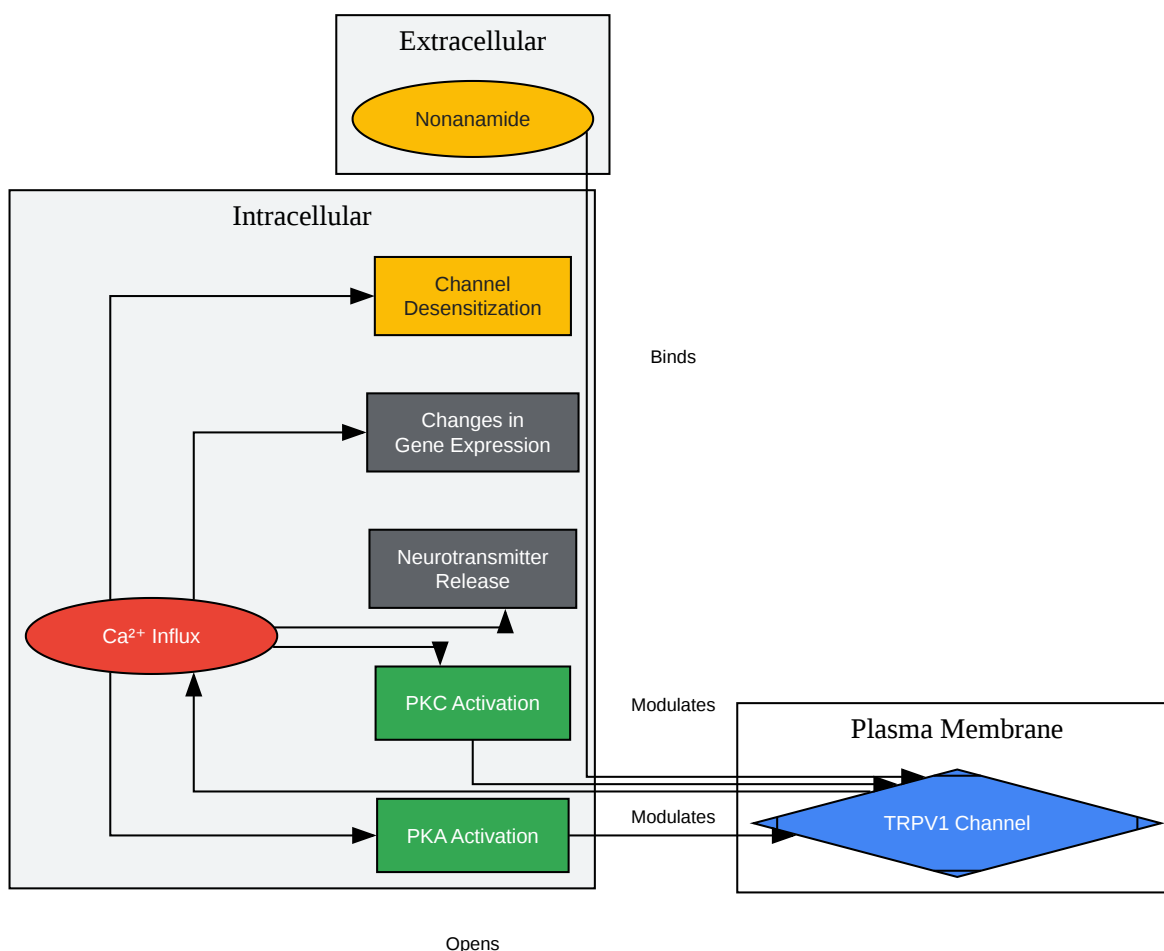 Extracellular
Nonanamide
Intracellular
Channel
Desensitization
Binds
Changes in
Gene Expression
Neurotransmitter
Release
Ca²⁺ Influx
PKC Activation
Modulates
Plasma Membrane
PKA Activation
Modulates
TRPV1 Channel
Opens